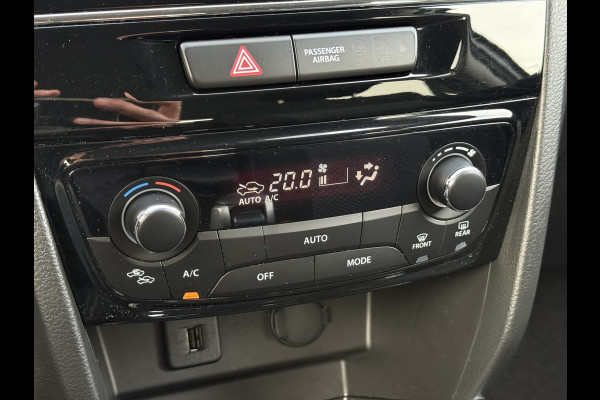 PASSENGER
AIRBAG
20.0
AUTO A/C
AUTO
A/C
OFF
MODE
FRONT
REAR